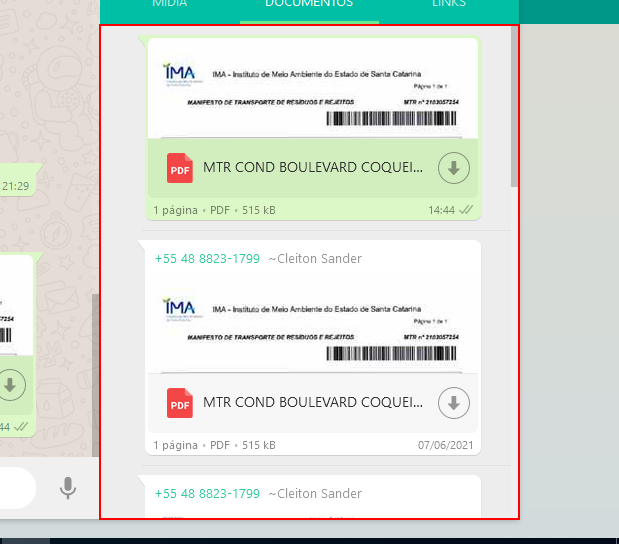 MÍDIA
DOCUMENTOS
LINKS
21:29
IMA
IMA - Instituto de Meio Ambiente do Estado de Santa Catarina
Página 1 de 1
MANIFESTO DE TRANSPORTE DE RESÍDUOS E REJEITOS
MTR nº 2103057254
PDF
MTR COND BOULEVARD COQUEI...
1 página • PDF • 515 kB
14:44
+55 48 8823-1799 ~Cleiton Sander
IMA
IMA - Instituto de Meio Ambiente do Estado de Santa Catarina
Página 1 de 1
MANIFESTO DE TRANSPORTE DE RESÍDUOS E REJEITOS
MTR nº 2103057254
PDF
MTR COND BOULEVARD COQUEI...
1 página • PDF • 515 kB
07/06/2021
+55 48 8823-1799 ~Cleiton Sander